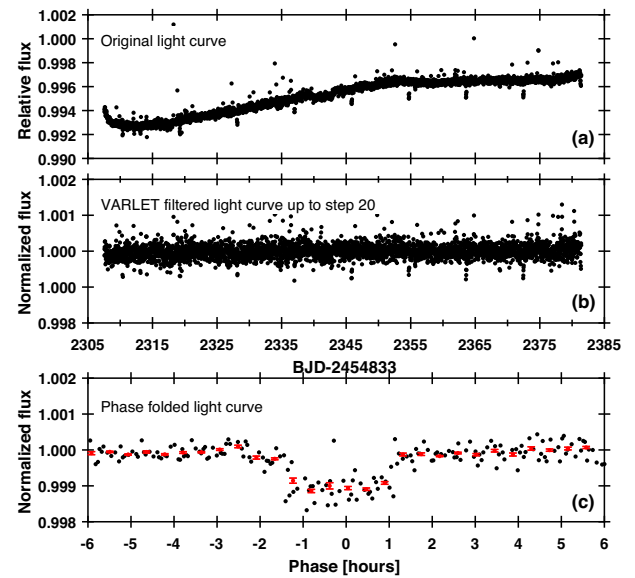 1.002
1.000
0.998
0.996
0.994
0.992
0.990
Relative flux
Original light curve
(a)
1.002
1.001
1.000
1.000
0.998
Normalized flux
VARLET filtered light curve up to step 20
(b)
2305 2315 2325 2335 2345 2355 2365 2375 2385
BJD-2454833
1.002
1.001
1.000
0.999
0.998
Normalized flux
Phase folded light curve
(c)
-6 -5 -4 -3 -2 -1 0 1 2 3 4 5 6
Phase [hours]